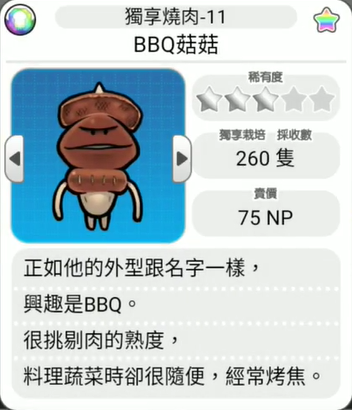 獨享燒肉-11
BBQ菇菇
稀有度
獨享栽培 採收數
260 隻
賣價
75 NP
正如他的外型跟名字一樣，
興趣是BBQ。
很挑剔肉的熟度，
料理蔬菜時卻很隨便，經常烤焦。